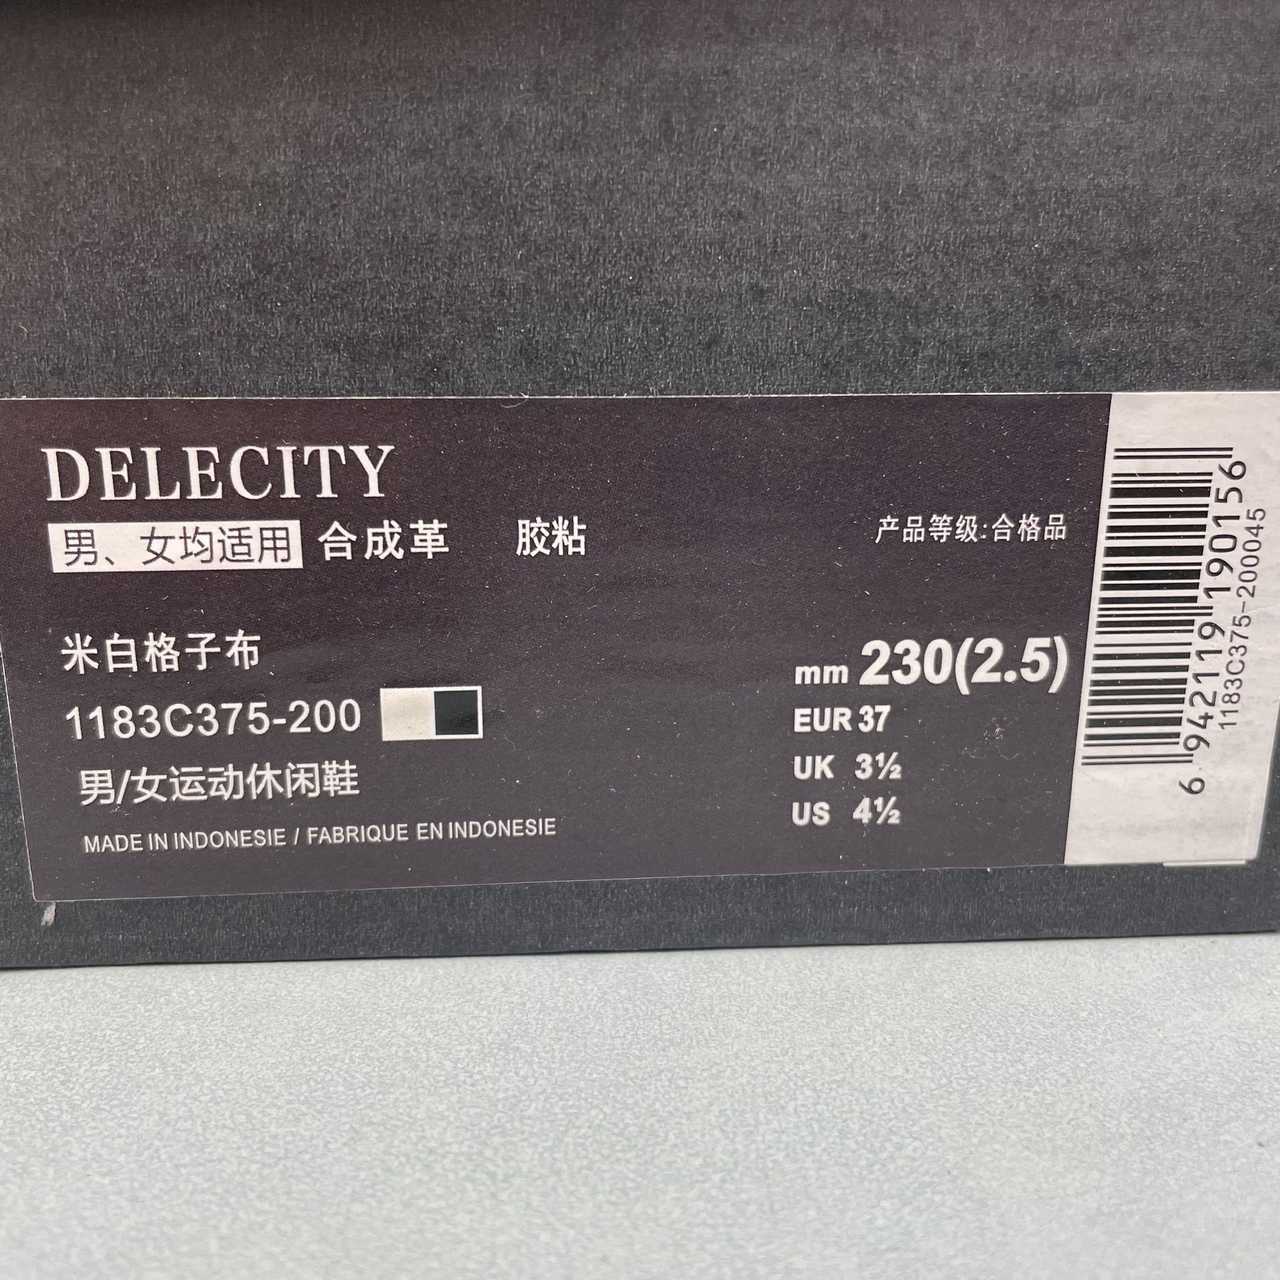 DELECITY
男、女均适用 合成革 胶粘
产品等级:合格品
米白格子布
1183C375-200
男/女运动休闲鞋
MADE IN INDONESIE / FABRIQUE EN INDONESIE
mm 230(2.5)
EUR 37
UK 3½
US 4½
6 942119 190156
1183C375-200045